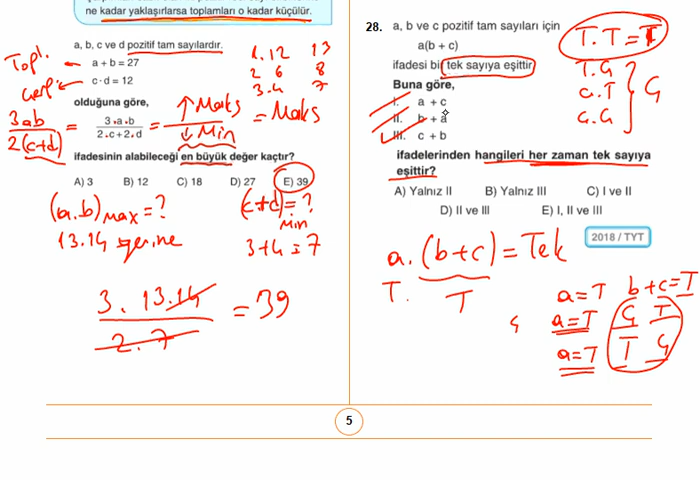 ne kadar yaklaşırlarsa toplamları o kadar küçülür.
a, b, c ve d pozitif tam sayılardır.
Topl.
a + b = 27
c · d = 12
1.12 13
2 6 8
3.4 7
olduğuna göre,
3ab / 2(c+d) = 3.a.b / 2.c+2.d = ↑Maks / ↓Min = Maks
ifadesinin alabileceği en büyük değer kaçtır?
A) 3 B) 12 C) 18 D) 27 E) 39
(a.b)max = ?
(c+d) = ?
Min
13.14
3+4 = 7
3. 13.14 / 2.7 = 39
28. a, b ve c pozitif tam sayıları için
a(b + c)
ifadesi bir tek sayıya eşittir.
T.T=T
T.G
G.T
G.G
G
Buna göre,
I. a + c
II. b + a
III. c + b
ifadelerinden hangileri her zaman tek sayıya
eşittir?
A) Yalnız II B) Yalnız III C) I ve II
D) II ve III E) I, II ve III
2018 / TYT
a. (b+c) = Tek
T. T
a=T b+c=T
a=T Ç T
a=T T Ç
5